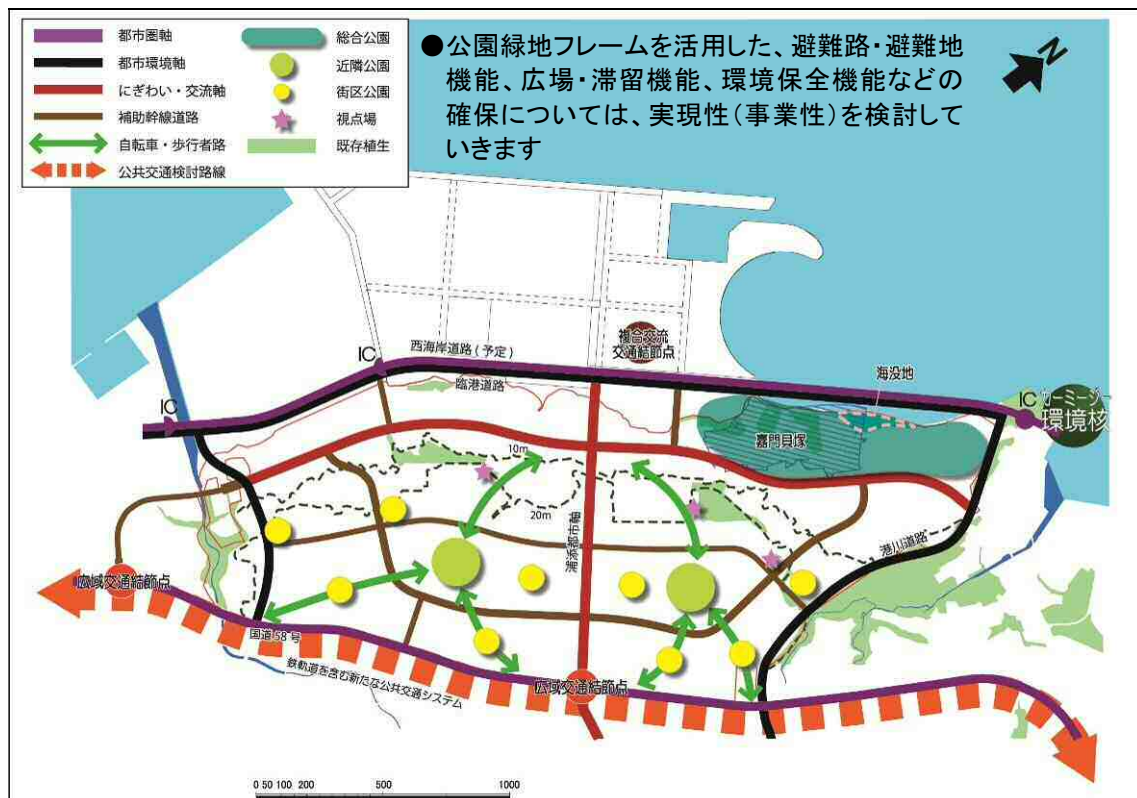 都市圏軸
都市環境軸
にぎわい・交流軸
補助幹線道路
自転車・歩行者路
公共交通検討路線
総合公園
近隣公園
街区公園
視点場
既存植生
●公園緑地フレームを活用した、避難路・避難地
機能、広場・滞留機能、環境保全機能などの
確保については、実現性(事業性)を検討して
いきます
N
複合交流
交通結節点
西海岸道路(予定)
IC
臨港道路
海没地
IC
IC
カーミージー
環境核
嘉門貝塚
10m
20m
浦添都市軸
港川道路
広域交通結節点
国道58号
鉄軌道を含む新たな公共交通システム
広域交通結節点
0 50 100 200 500 1000